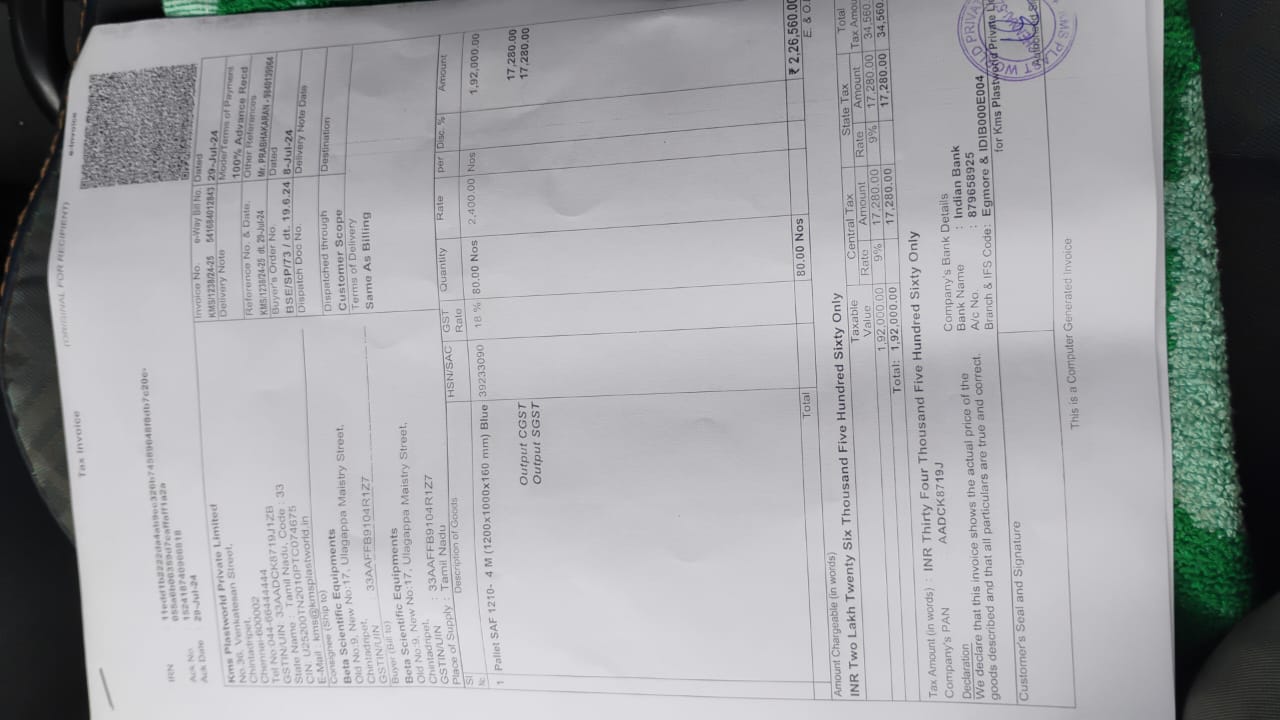 Tax Invoice
(ORIGINAL FOR RECIPIENT)
e-Invoice
IRN
Ack No.
Ack Date : 29-Jul-24
Kms Plastworld Private Limited
No.36, Venkatesan Street,
Chintadripet,
Chennai-600002
Tel No:044-
GSTIN/UIN: 33AADCK8719J1ZB
State Name : Tamil Nadu, Code : 33
CIN: U25200TN2010PTC074675
E-Mail : kms@kmsplastworld.in
Invoice No. e-Way Bill No. Dated
KMS/1238/24-25 541684012843 29-Jul-24
Delivery Note Mode/Terms of Payment
100% Advance Recd
Reference No. & Date. Other References
KMS/1238/24-25 dt. 29-Jul-24 Mr. PRABHAKARAN -
Buyer's Order No. Dated
BSE/SP/73 / dt. 19.6.24 8-Jul-24
Dispatch Doc No. Delivery Note Date
Dispatched through Destination
Customer Scope
Terms of Delivery
Same As Billing
Consignee (Ship to)
Beta Scientific Equipments
Old No:9, New No:17, Ulagappa Maistry Street,
Chintadripet.
GSTIN/UIN : 33AAFFB9104R1Z7
Buyer (Bill to)
Beta Scientific Equipments
Old No:9, New No:17, Ulagappa Maistry Street,
Chintadripet.
GSTIN/UIN : 33AAFFB9104R1Z7
Place of Supply : Tamil Nadu
Sl No. Description of Goods HSN/SAC GST Rate Quantity Rate per Disc. % Amount
1 Pallet SAF 1210- 4 M (1200x1000x160 mm) Blue 39233090 18 % 80.00 Nos 2,400.00 Nos 1,92,000.00
Output CGST 17,280.00
Output SGST 17,280.00
Total 80.00 Nos ₹ 2,26,560.00
Amount Chargeable (in words) E. & O.E
INR Two Lakh Twenty Six Thousand Five Hundred Sixty Only
Taxable Central Tax State Tax Total
Value Rate Amount Rate Amount Tax Amount
1,92,000.00 9% 17,280.00 9% 17,280.00 34,560.00
Total: 1,92,000.00 17,280.00 17,280.00 34,560.00
Tax Amount (in words) : INR Thirty Four Thousand Five Hundred Sixty Only
Company's PAN : AADCK8719J
Declaration
We declare that this invoice shows the actual price of the
goods described and that all particulars are true and correct.
Company's Bank Details
Bank Name : Indian Bank
A/c No. : 879658925
Branch & IFS Code: Egmore & IDIB000E004
Customer's Seal and Signature
for Kms Plastworld Private Limited
This is a Computer Generated Invoice